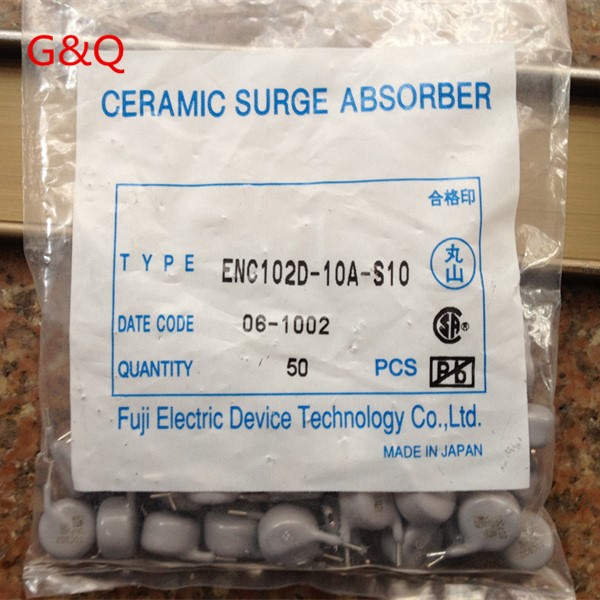 G&Q
CERAMIC SURGE ABSORBER
合格印
TYPE ENC102D-10A-S10
丸山
DATE CODE 06-1002
SA®
QUANTITY 50 PCS Pb
Fuji Electric Device Technology Co.,Ltd.
MADE IN JAPAN